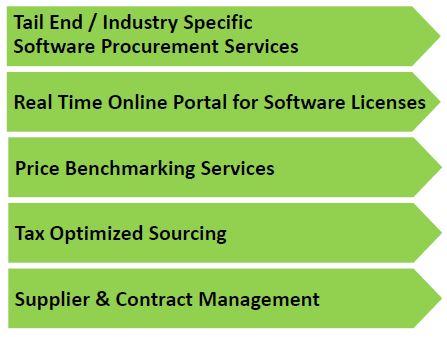 Tail End / Industry Specific
Software Procurement Services
Real Time Online Portal for Software Licenses
Price Benchmarking Services
Tax Optimized Sourcing
Supplier & Contract Management